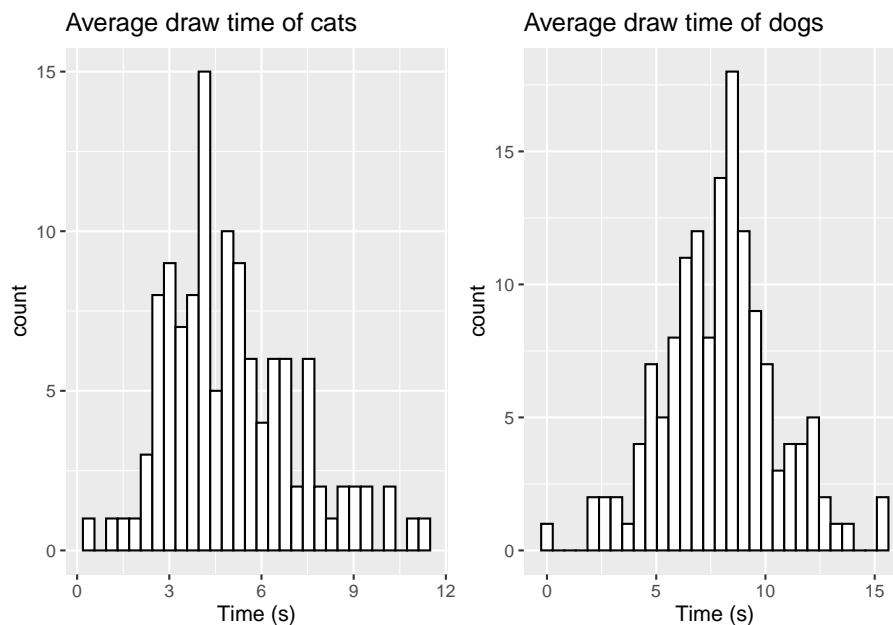 Average draw time of cats
15
10
5
0
count
0 3 6 9 12
Time (s)
Average draw time of dogs
15
10
5
0
count
0 5 10 15
Time (s)